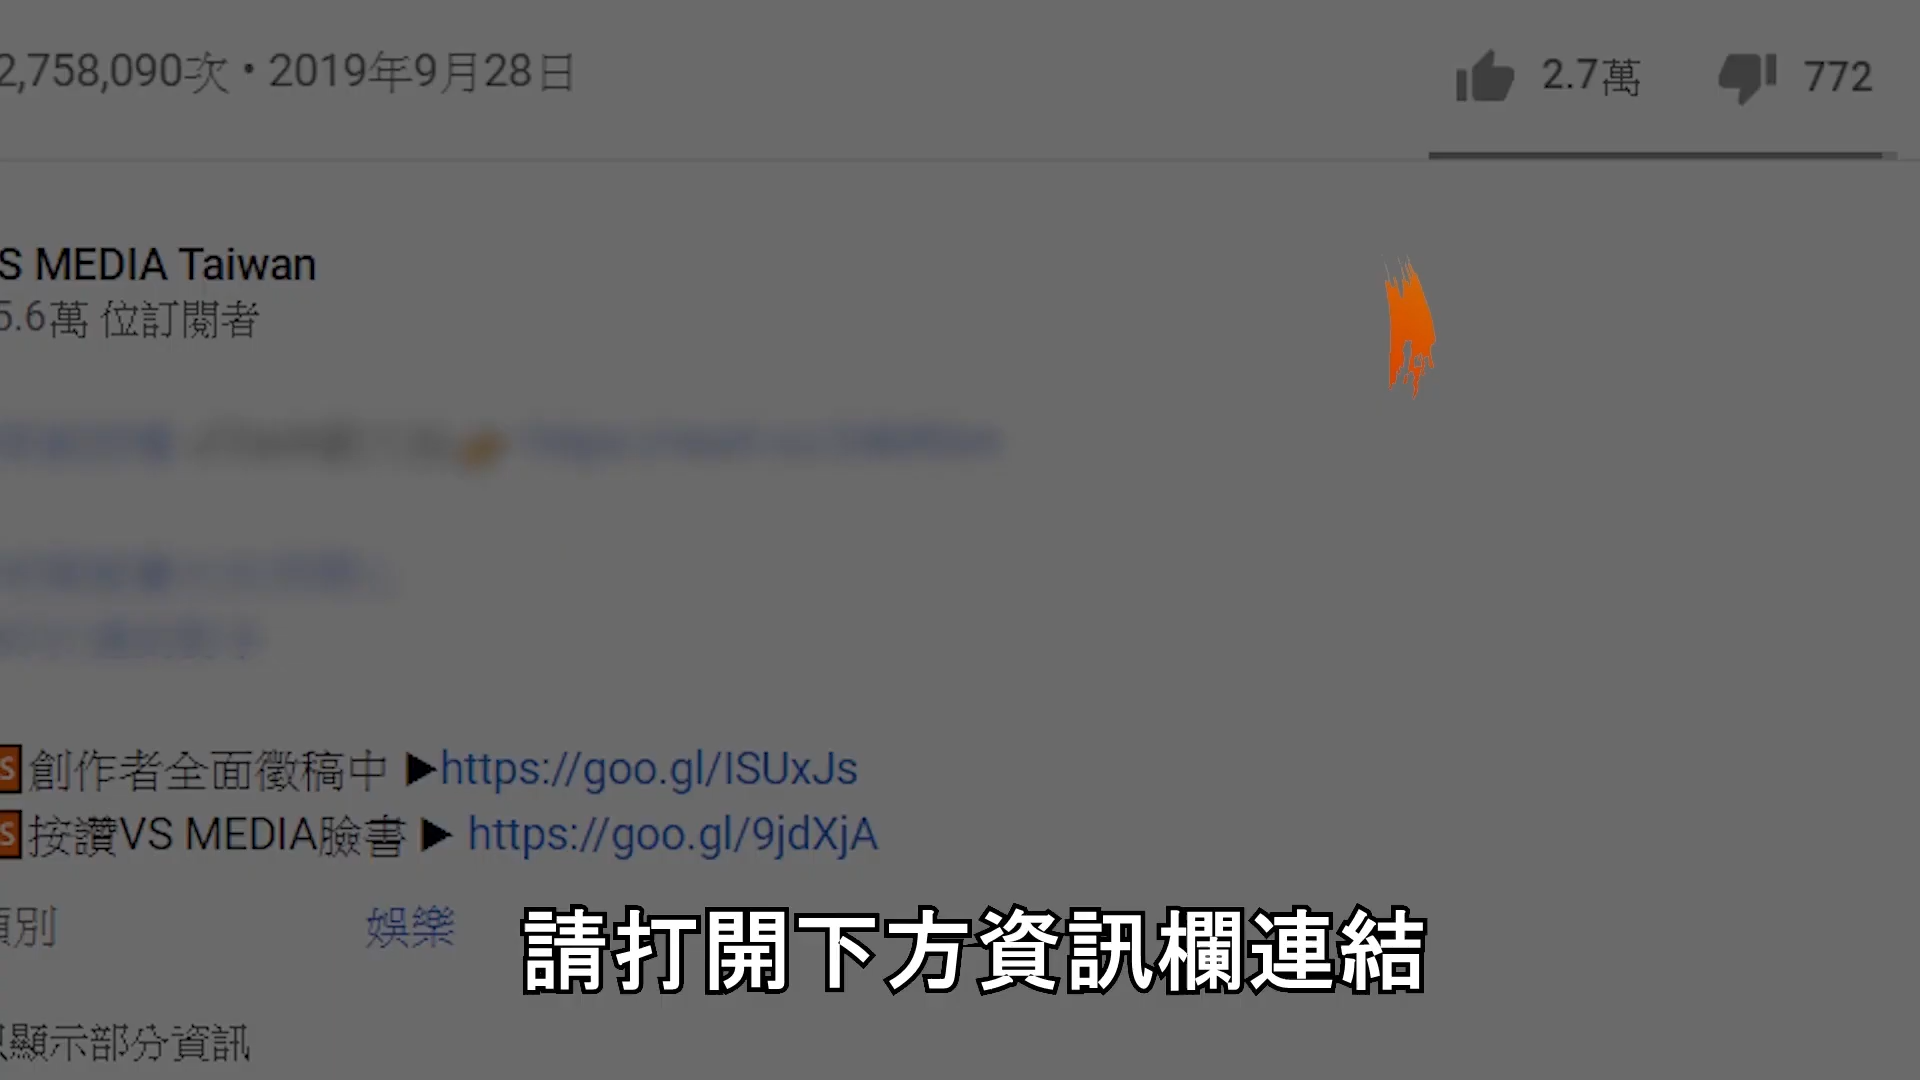 2,758,090次 • 2019年9月28日
2.7萬
772
S MEDIA Taiwan
5.6萬 位訂閱者
S創作者全面徵稿中 ▶https://goo.gl/ISUxJs
S按讚VS MEDIA臉書 ▶ https://goo.gl/9jdXjA
類別 娛樂
請打開下方資訊欄連結
只顯示部分資訊